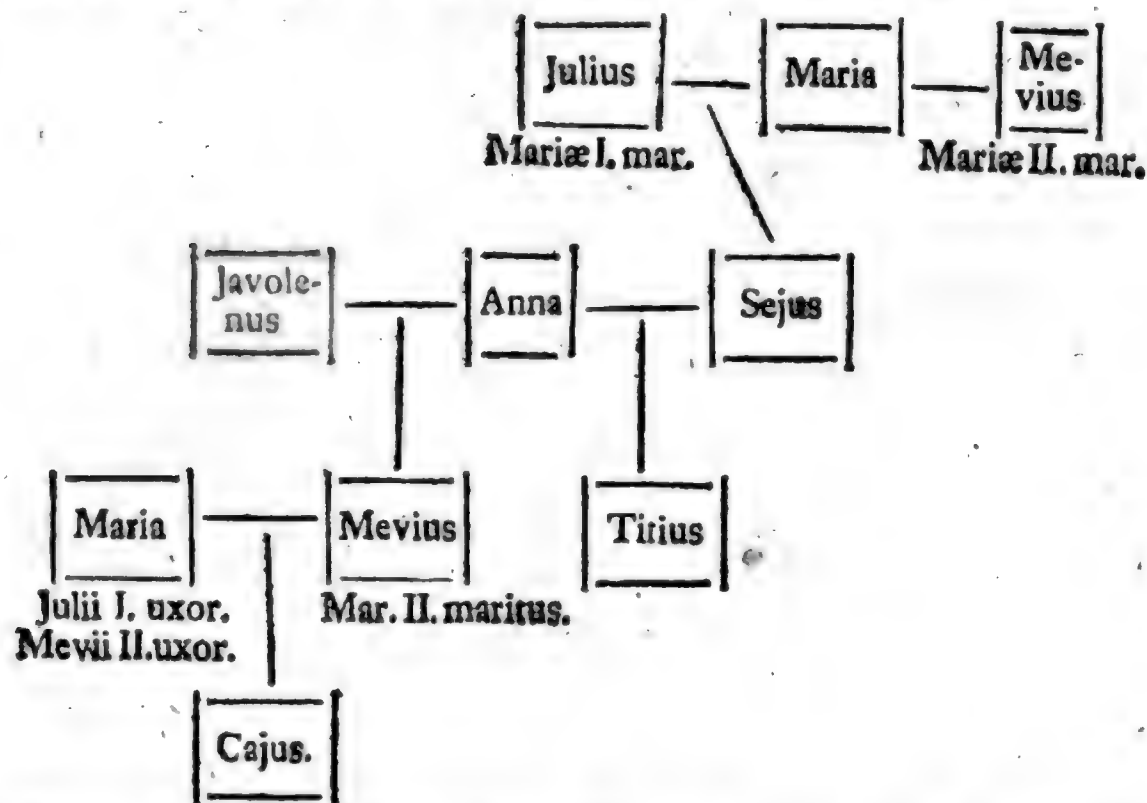 Julius
Maria
Me-
vius
Mariæ I. mar.
Mariæ II. mar.
Javole-
nus
Anna
Sejus
Maria
Mevius
Titius
Julii I. uxor.
Mevii II. uxor.
Mar. II. maritus.
Cajus.